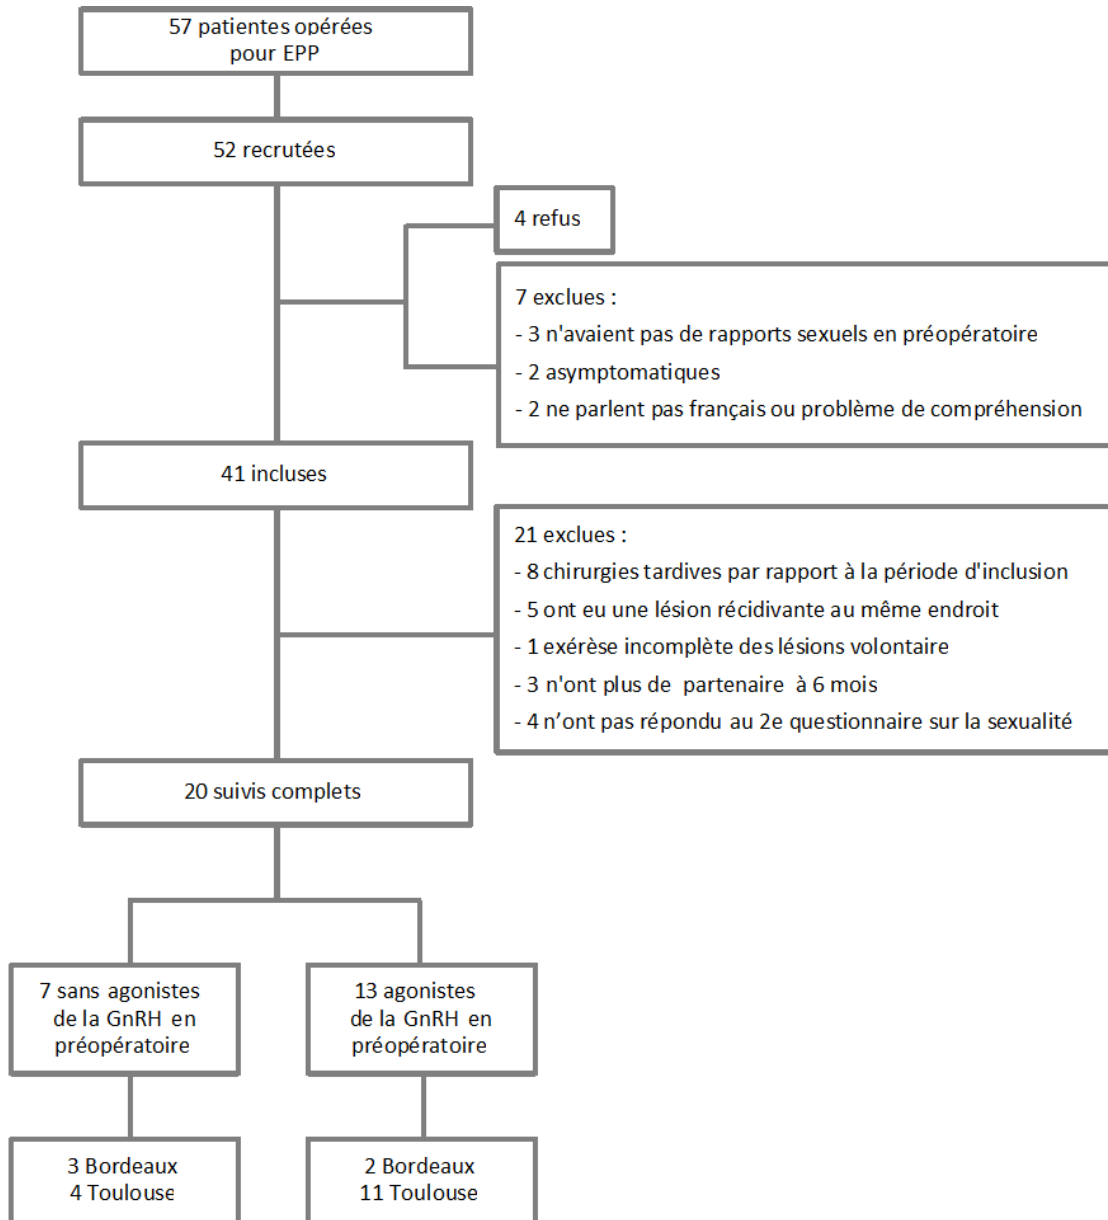 57 patientes opérées
pour EPP
52 recrutées
4 refus
7 exclues :
- 3 n'avaient pas de rapports sexuels en préopératoire
- 2 asymptomatiques
- 2 ne parlent pas français ou problème de compréhension
41 incluses
21 exclues :
- 8 chirurgies tardives par rapport à la période d'inclusion
- 5 ont eu une lésion récidivante au même endroit
- 1 exérèse incomplète des lésions volontaire
- 3 n'ont plus de partenaire à 6 mois
- 4 n’ont pas répondu au 2e questionnaire sur la sexualité
20 suivis complets
7 sans agonistes
de la GnRH en
préopératoire
13 agonistes
de la GnRH en
préopératoire
3 Bordeaux
4 Toulouse
2 Bordeaux
11 Toulouse